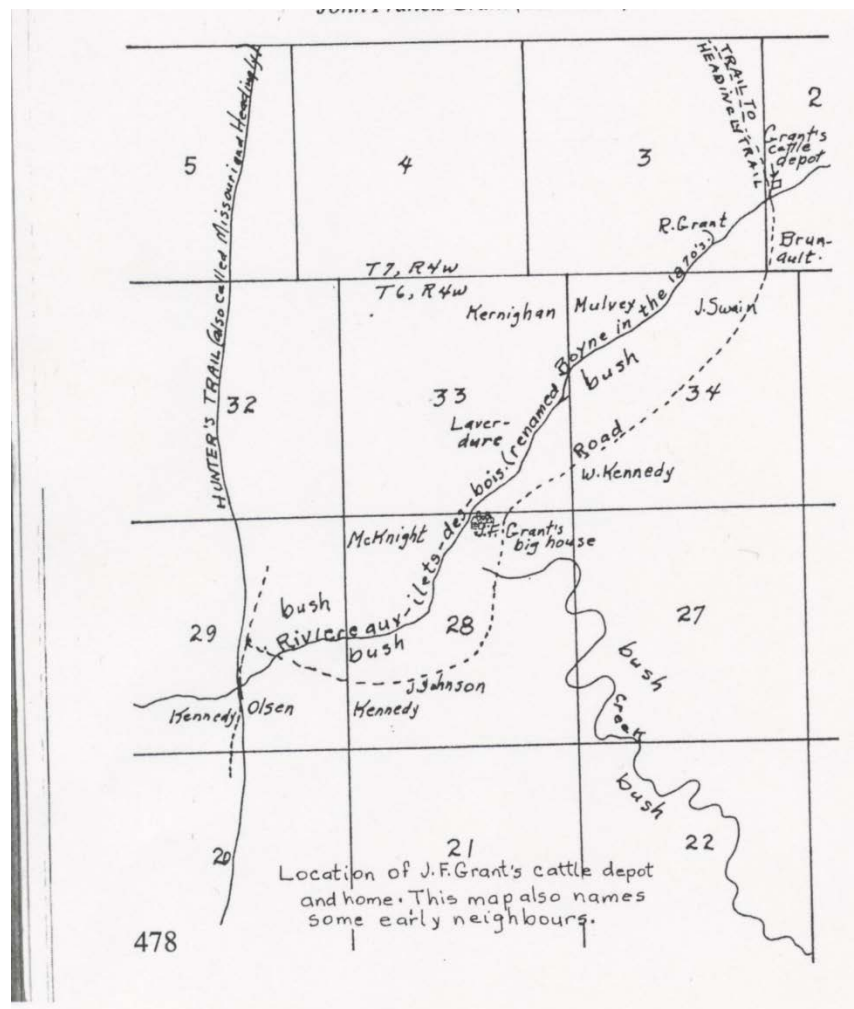 HUNTER'S TRAIL (also called Missouri and Headingly)
TRAIL TO
HEADINGLY TRAIL
2
5
4
3
Grant's
cattle
depot
R. Grant
Brun-
ault.
T7, R4W
T6, R4W
Kernighan
Mulvey
J. Swain
Riviere aux-ilets-des-bois. (renamed Boyne in the 1870's.)
bush
32
33
34
Laver-
dure
Road
W. Kennedy
McKnight
J.F. Grant's
big house
bush
29
28
27
bush
bush
J Johnson
Kennedy
Olsen
Kennedy
Creek
bush
20
21
22
Location of J.F. Grant's cattle depot
and home. This map also names
some early neighbours.
478